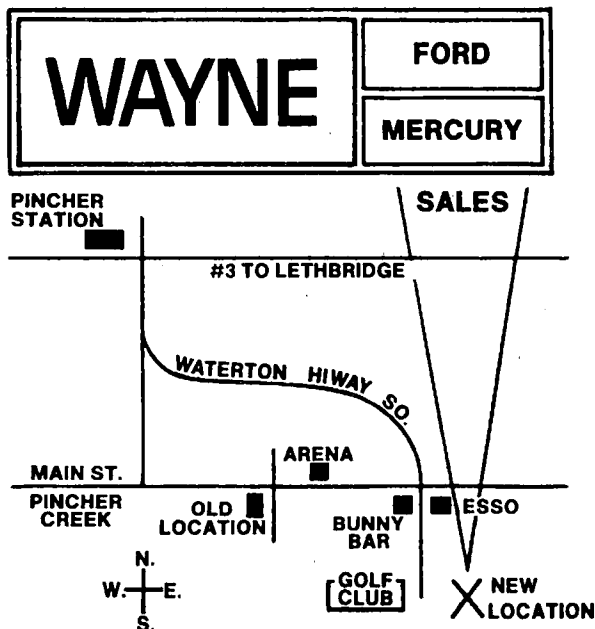 WAYNE
FORD
MERCURY
SALES
PINCHER
STATION
#3 TO LETHBRIDGE
WATERTON HIWAY SO.
ARENA
MAIN ST.
PINCHER
CREEK
OLD
LOCATION
BUNNY
BAR
ESSO
N.
W. E.
S.
GOLF
CLUB
NEW
LOCATION